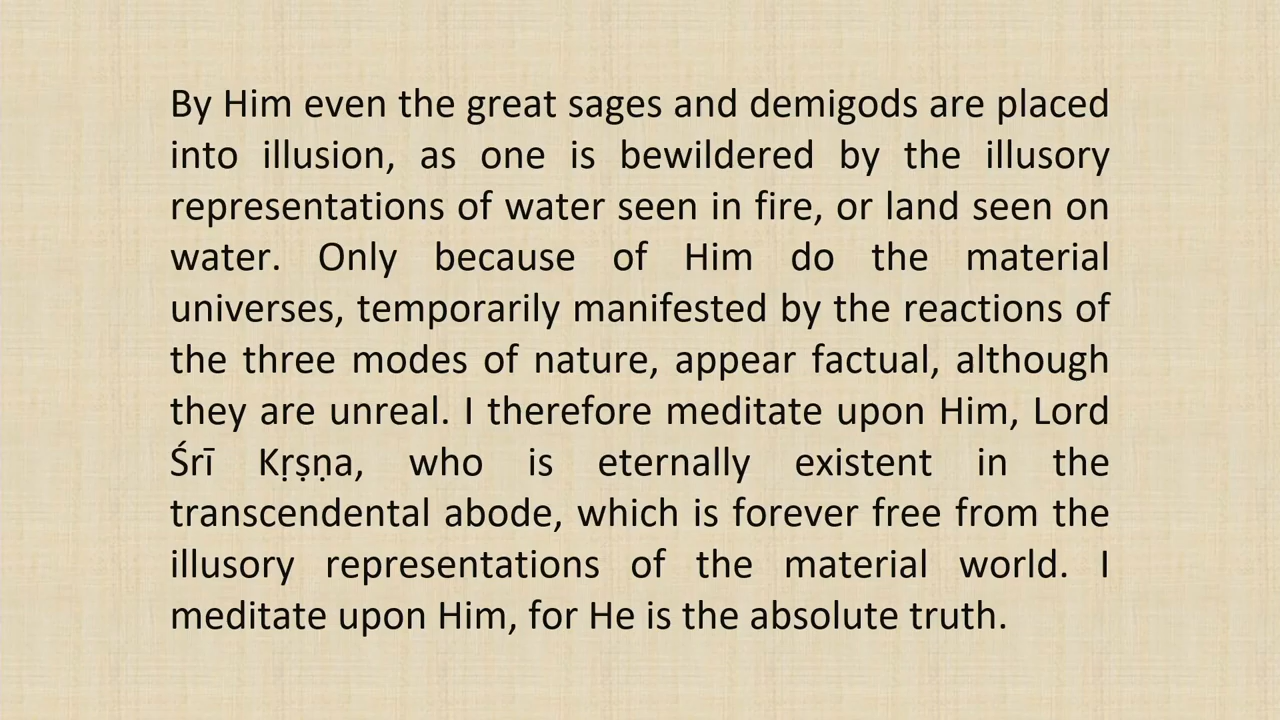 By Him even the great sages and demigods are placed
into illusion, as one is bewildered by the illusory
representations of water seen in fire, or land seen on
water. Only because of Him do the material
universes, temporarily manifested by the reactions of
the three modes of nature, appear factual, although
they are unreal. I therefore meditate upon Him, Lord
Śrī Kṛṣṇa, who is eternally existent in the
transcendental abode, which is forever free from the
illusory representations of the material world. I
meditate upon Him, for He is the absolute truth.